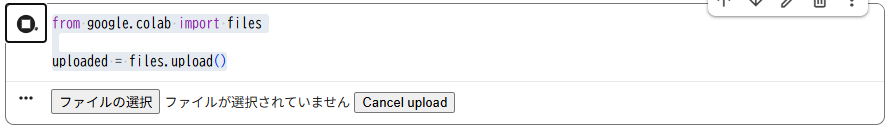 from google.colab import files
uploaded = files.upload()
ファイルの選択 ファイルが選択されていません Cancel upload